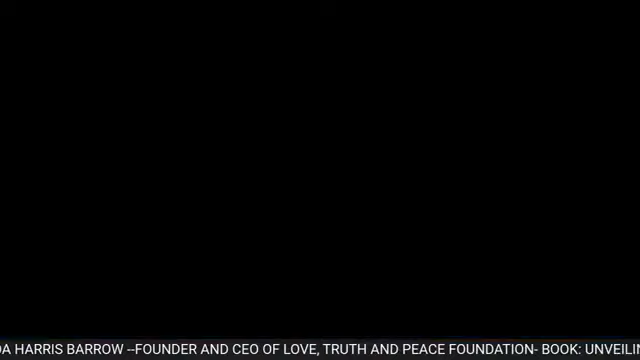 DA HARRIS BARROW --FOUNDER AND CEO OF LOVE, TRUTH AND PEACE FOUNDATION- BOOK: UNVEILIN